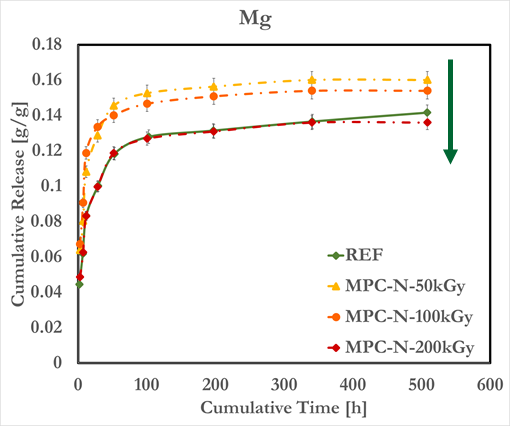 Mg
Cumulative Release [g/g]
0.18
0.16
0.14
0.12
0.1
0.08
0.06
0.04
0.02
0
REF
MPC-N-50kGy
MPC-N-100kGy
MPC-N-200kGy
0 100 200 300 400 500 600
Cumulative Time [h]